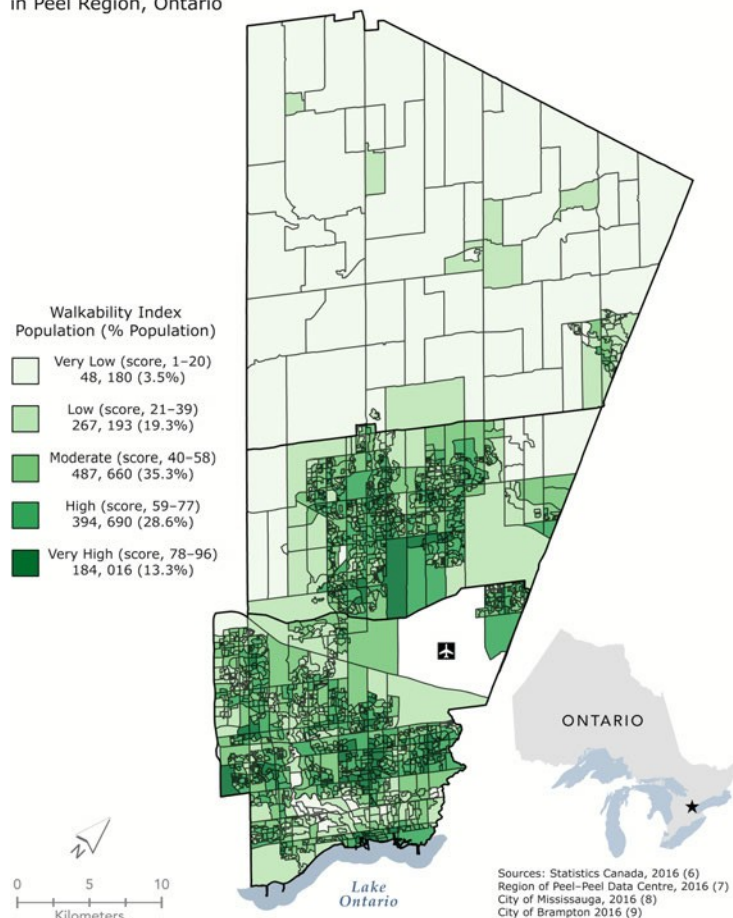 in Peel Region, Ontario
Walkability Index
Population (% Population)
Very Low (score, 1–20)
48, 180 (3.5%)
Low (score, 21–39)
267, 193 (19.3%)
Moderate (score, 40–58)
487, 660 (35.3%)
High (score, 59–77)
394, 690 (28.6%)
Very High (score, 78–96)
184, 016 (13.3%)
ONTARIO
N
0 5 10
Kilometers
Lake
Ontario
Sources: Statistics Canada, 2016 (6)
Region of Peel–Peel Data Centre, 2016 (7)
City of Mississauga, 2016 (8)
City of Brampton 2016 (9)